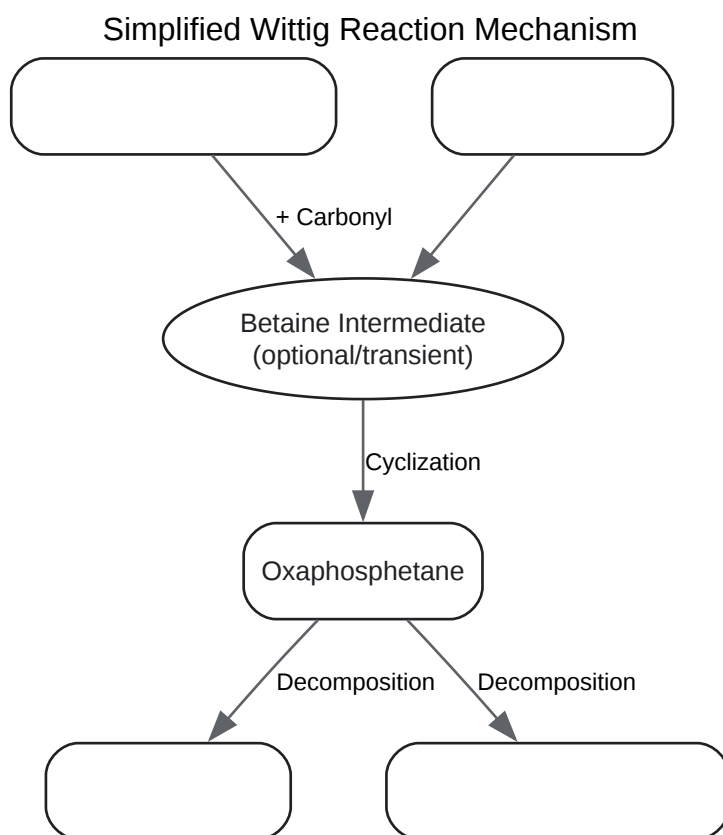 Simplified Wittig Reaction Mechanism
+ Carbonyl
Betaine Intermediate
(optional/transient)
Cyclization
Oxaphosphetane
Decomposition
Decomposition